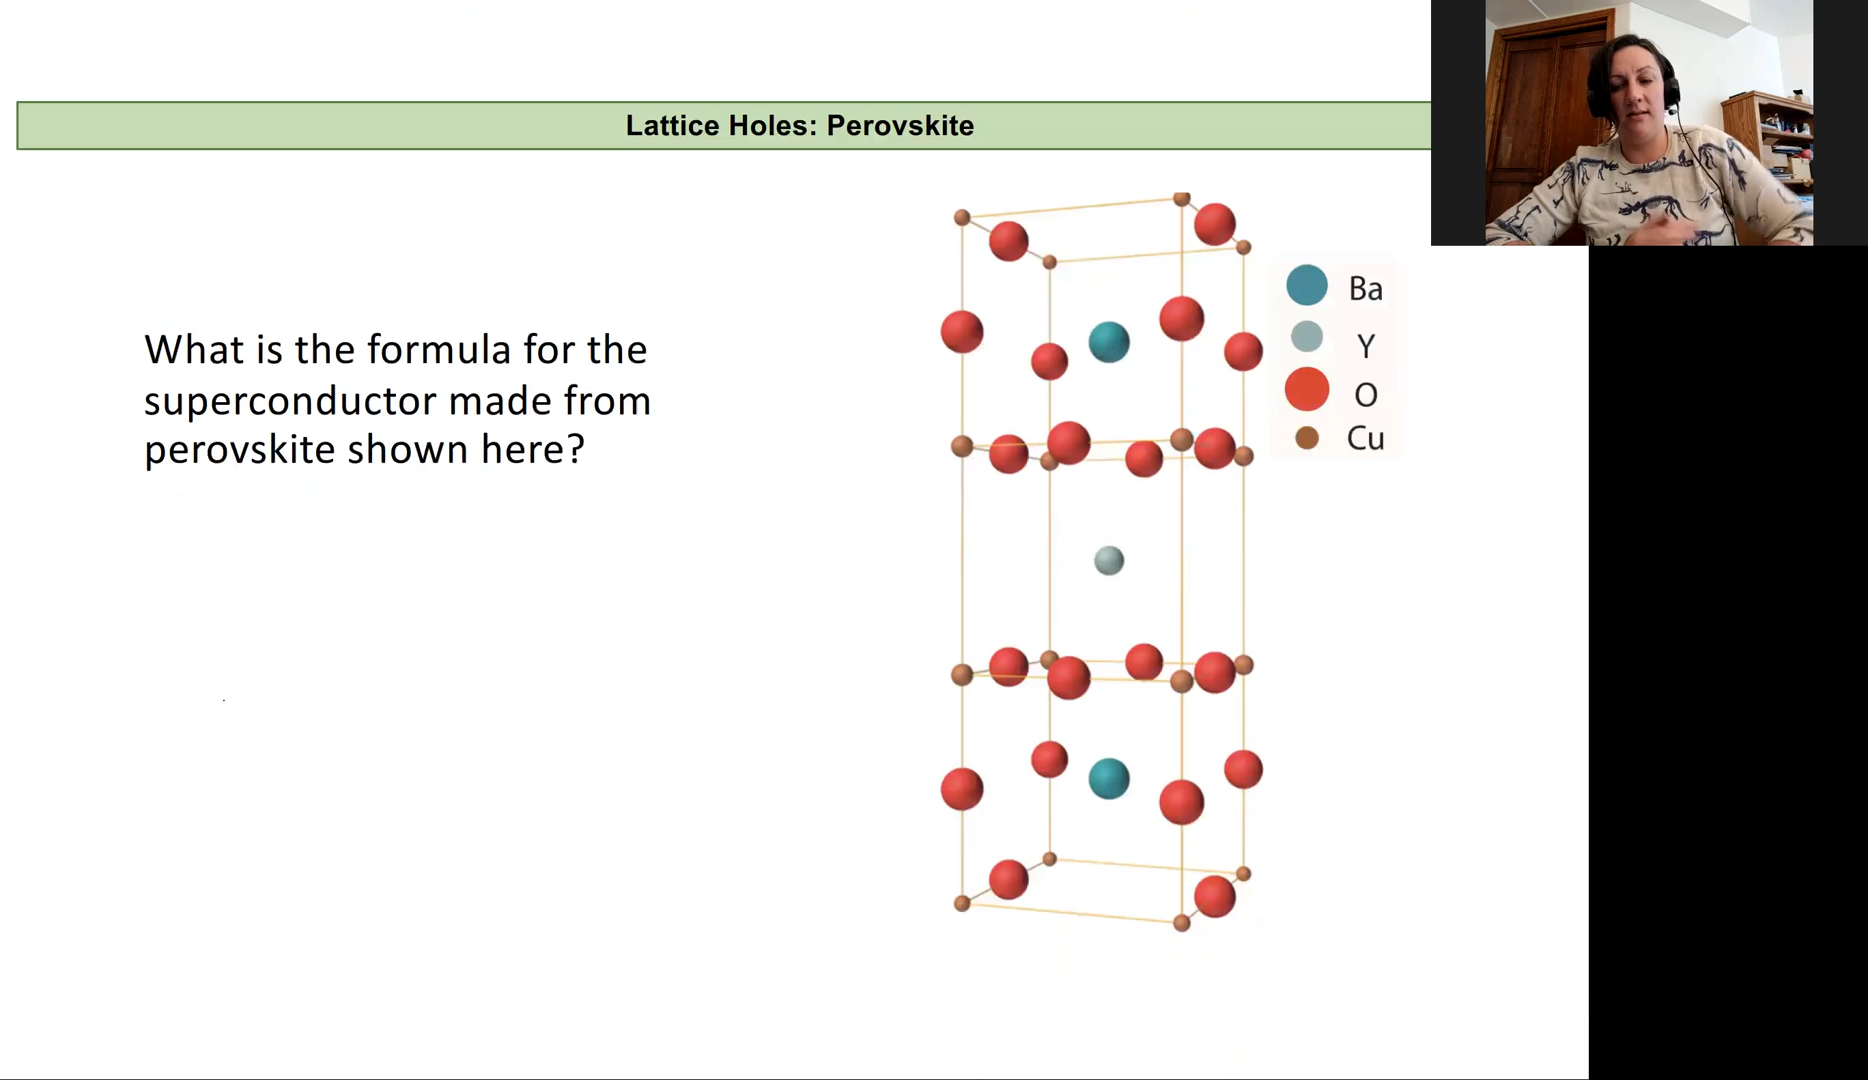 Lattice Holes: Perovskite
What is the formula for the
superconductor made from
perovskite shown here?
Ba
Y
O
Cu